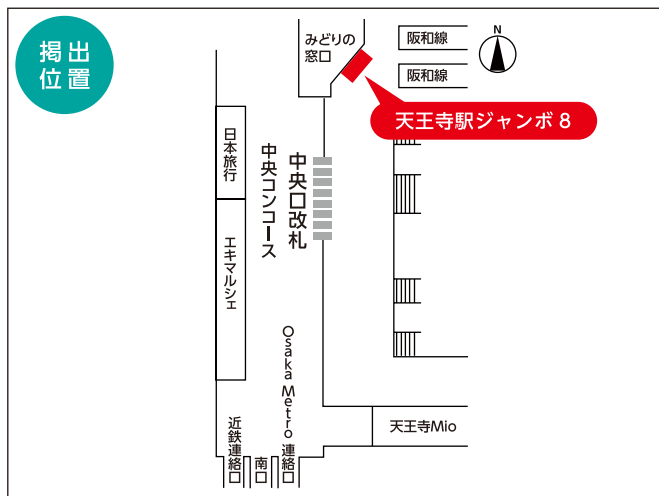 掲出
位置
みどりの
窓口
阪和線
阪和線
N
天王寺駅ジャンボ8
日本旅行
中央コンコース
中央口改札
エキマルシェ
Osaka Metro 連絡口
天王寺Mio
近鉄連絡口
南口